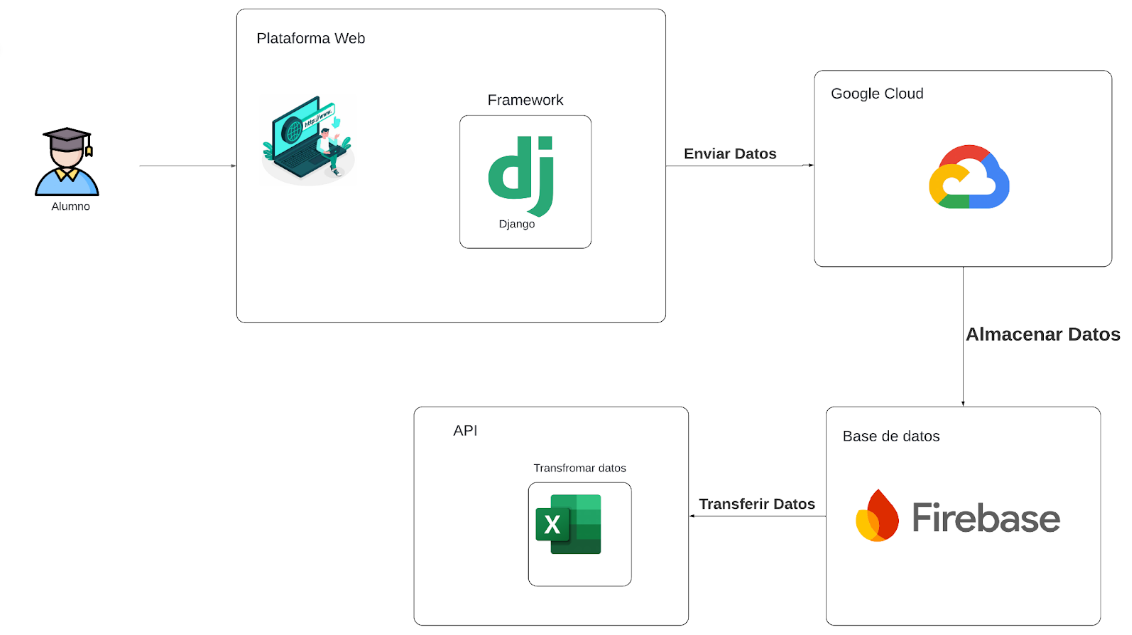 Plataforma Web
Framework
Google Cloud
http://www...
dj
Enviar Datos
Alumno
Django
Almacenar Datos
API
Base de datos
Transfromar datos
Transferir Datos
X
Firebase